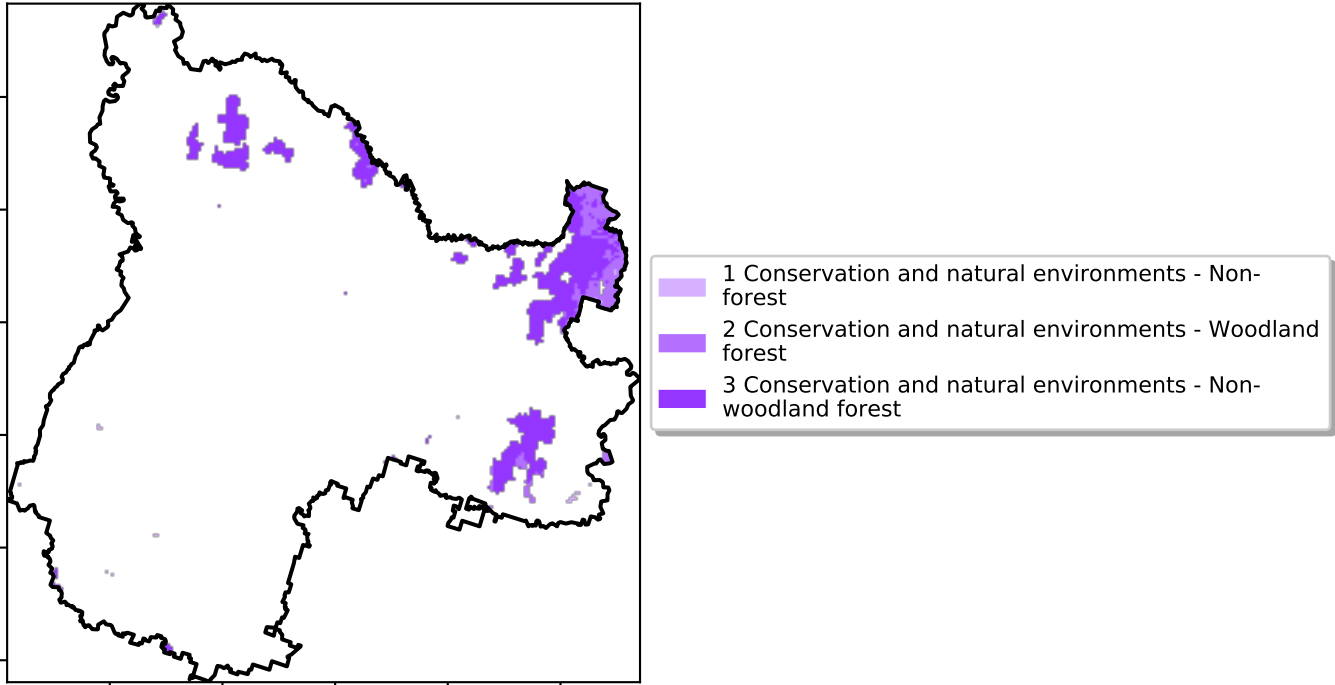 1 Conservation and natural environments - Non-
forest
2 Conservation and natural environments - Woodland
forest
3 Conservation and natural environments - Non-
woodland forest